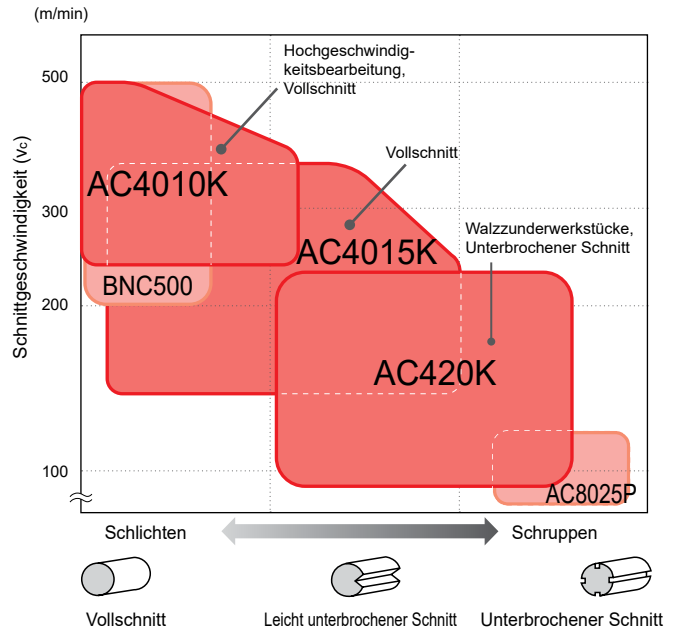 (m/min)
Schnittgeschwindigkeit (vc)
500
300
200
100
Hochgeschwindig-
keitsbearbeitung,
Vollschnitt
Vollschnitt
Walzzunderwerkstücke,
Unterbrochener Schnitt
AC4010K
AC4015K
BNC500
AC420K
AC8025P
Schlichten
Schruppen
Vollschnitt
Leicht unterbrochener Schnitt
Unterbrochener Schnitt